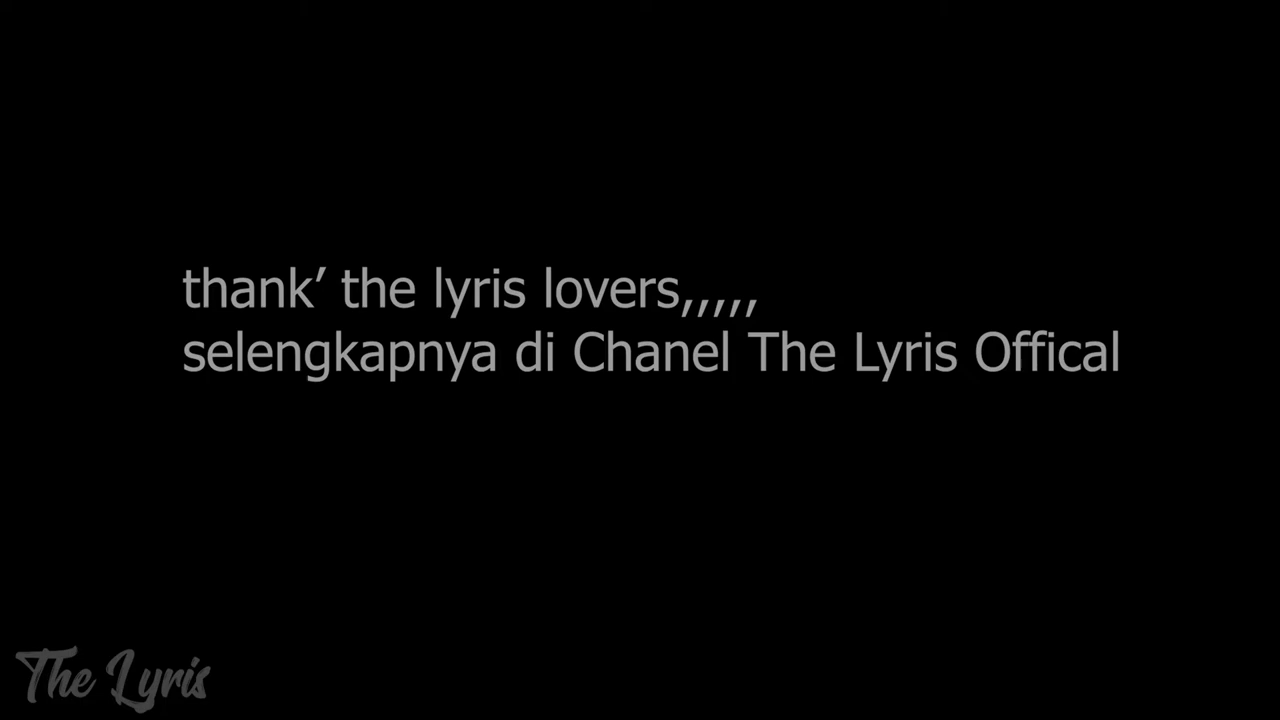 thank’ the lyris lovers,,,,,
selengkapnya di Chanel The Lyris Offical
The Lyris